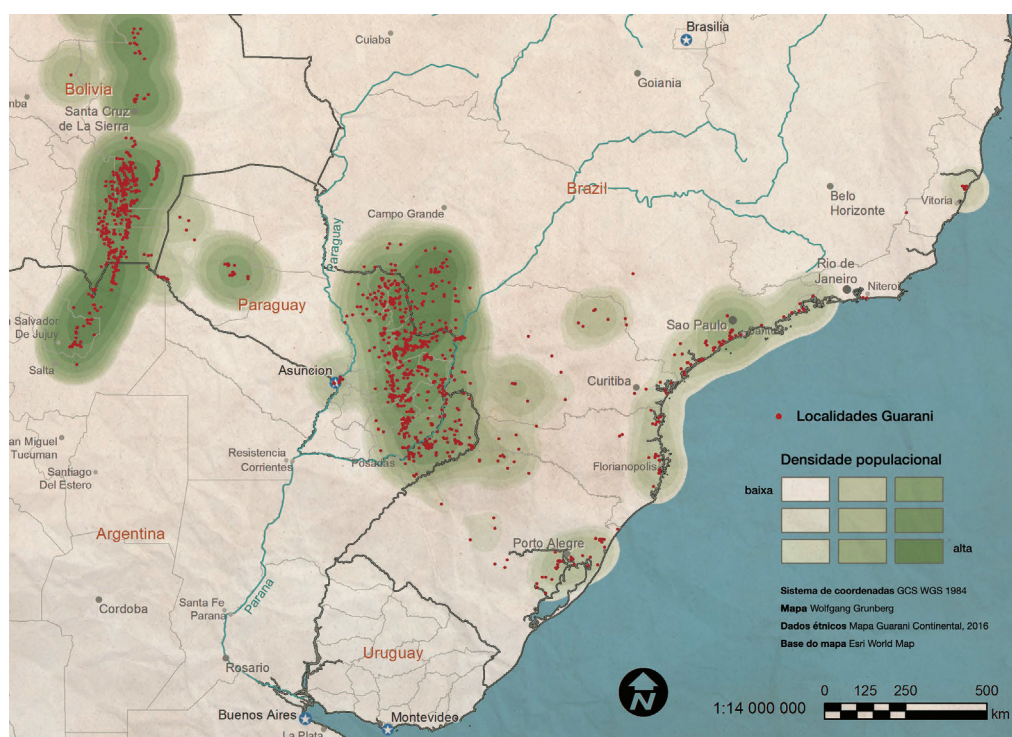 Cuiaba
Brasilia
Goiania
Bolivia
nba
Santa Cruz
de La Sierra
Brazil
Belo
Horizonte
Vitoria
Campo Grande
Paraguay
Rio de
Janeiro
Niteroi
Paraguay
n Salvador
De Jujuy
Sao Paulo
Santos
Salta
Asuncion
Curitiba
Localidades Guarani
an Miguel
Tucuman
Resistencia
Corrientes
Posadas
Santiago
Del Estero
Florianopolis
Densidade populacional
baixa
alta
Argentina
Porto Alegre
Sistema de coordenadas GCS WGS 1984
Mapa Wolfgang Grunberg
Dados étnicos Mapa Guarani Continental, 2016
Base do mapa Esri World Map
Cordoba
Santa Fe
Parana
Parana
Uruguay
Rosario
N
1:14 000 000
0 125 250 500
km
Buenos Aires
Montevideo
La Plata